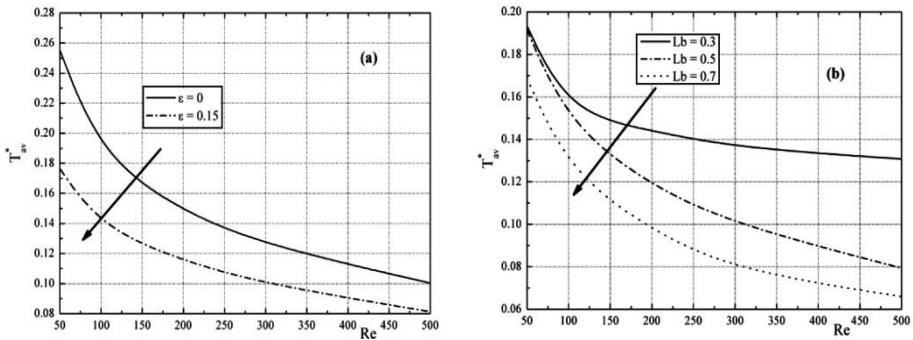 0.28
0.26
0.24
0.22
0.20
0.18
0.16
0.14
0.12
0.10
0.08
T*av
(a)
ε = 0
ε = 0.15
50 100 150 200 250 300 350 400 450 500
Re
0.20
0.18
0.16
0.14
0.12
0.10
0.08
0.06
T*av
Lb = 0.3
Lb = 0.5
Lb = 0.7
(b)
50 100 150 200 250 300 350 400 450 500
Re